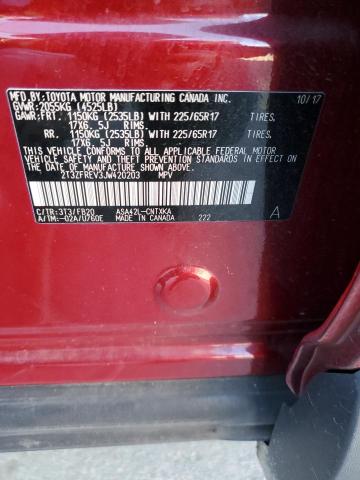 MFD.BY:TOYOTA MOTOR MANUFACTURING CANADA INC. 10/17
GVWR:2055KG (4525LB)
GAWR:FRT. 1150KG (2535LB) WITH 225/65R17 TIRES,
17X6. 5J RIMS.
RR. 1150KG (2535LB) WITH 225/65R17 TIRES,
17X6. 5J RIMS.
THIS VEHICLE CONFORMS TO ALL APPLICABLE
FEDERAL MOTOR VEHICLE SAFETY STANDARDS IN EFFECT ON THE DATE OF
MANUFACTURE SHOWN ABOVE.
2T3ZFREV3JW420203 MPV
C/TR:3T3/FB20 ASA42L-CNTXKA
A/TM:-02A/U760E MADE IN CANADA 222 A